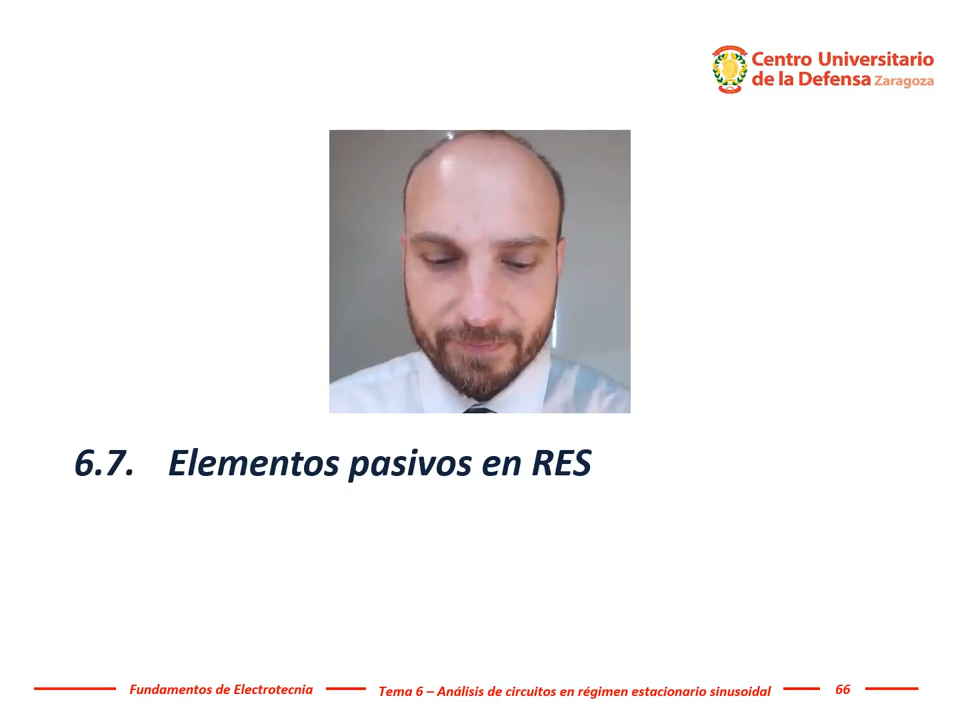 Centro Universitario
de la Defensa Zaragoza
6.7. Elementos pasivos en RES
Fundamentos de Electrotecnia
Tema 6 – Análisis de circuitos en régimen estacionario sinusoidal
66